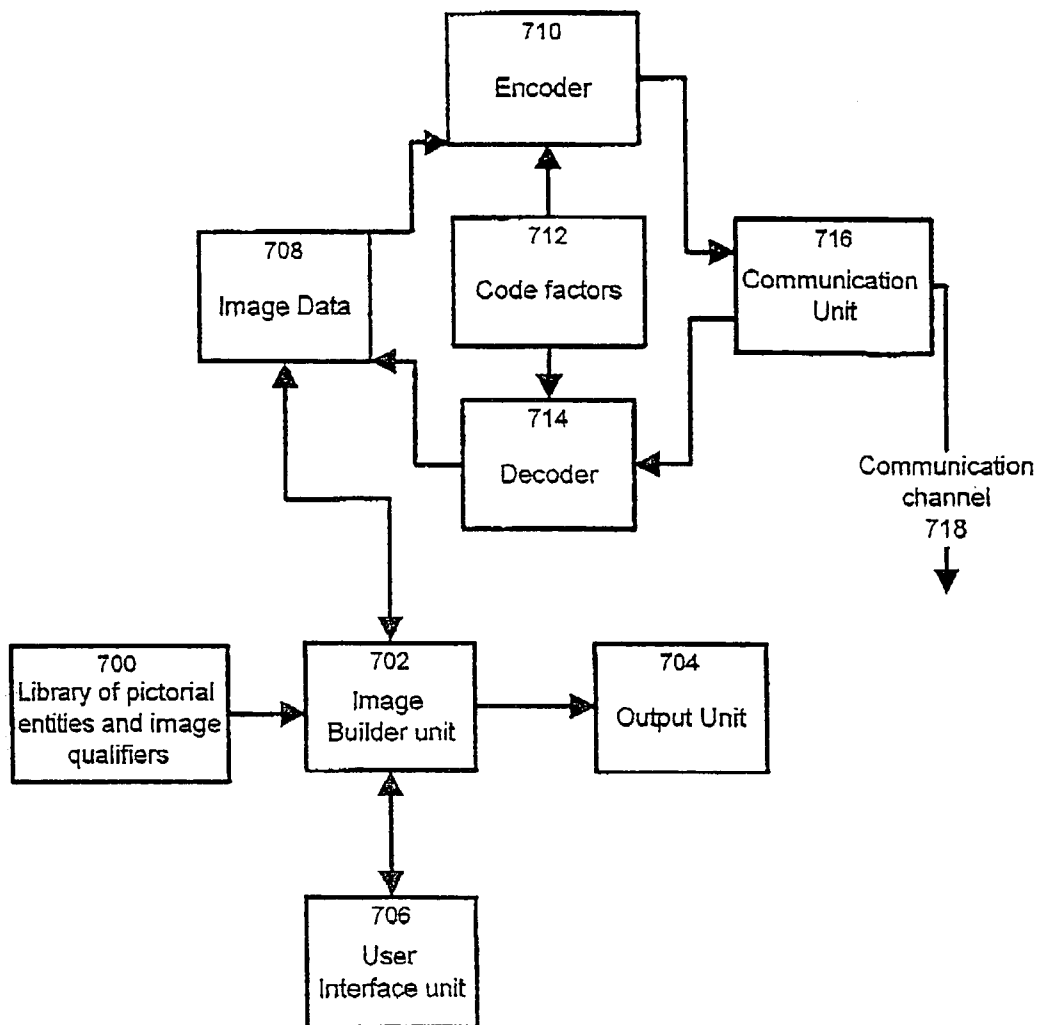 710
Encoder
708
Image Data
712
Code factors
716
Communication
Unit
714
Decoder
Communication
channel
718
700
Library of pictorial
entities and image
qualifiers
702
Image
Builder unit
704
Output Unit
706
User
Interface unit